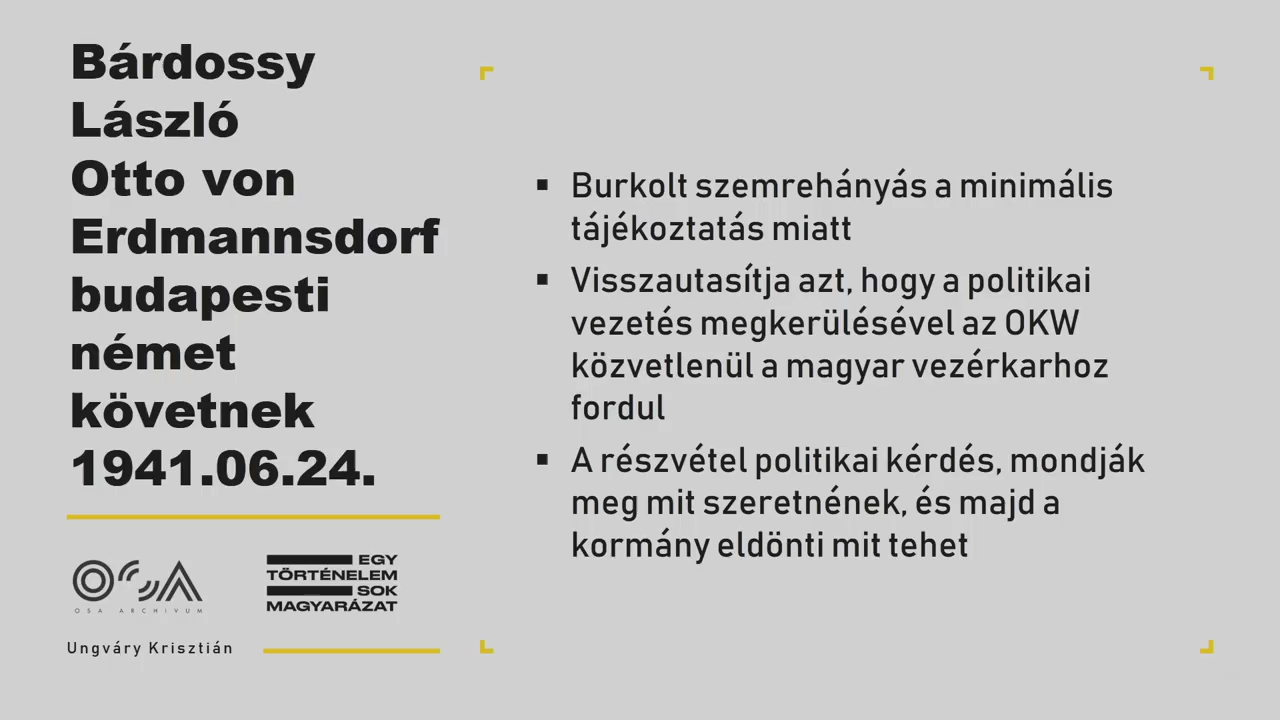 Bárdossy
László
Otto von
Erdmannsdorf
budapesti
német
követnek
1941.06.24.
OSA ARCHIVUM
EGY
TÖRTÉNELEM
SOK
MAGYARÁZAT
Ungváry Krisztián
▪ Burkolt szemrehányás a minimális
tájékoztatás miatt
▪ Visszautasítja azt, hogy a politikai
vezetés megkerülésével az OKW
közvetlenül a magyar vezérkarhoz
fordul
▪ A részvétel politikai kérdés, mondják
meg mit szeretnének, és majd a
kormány eldönti mit tehet